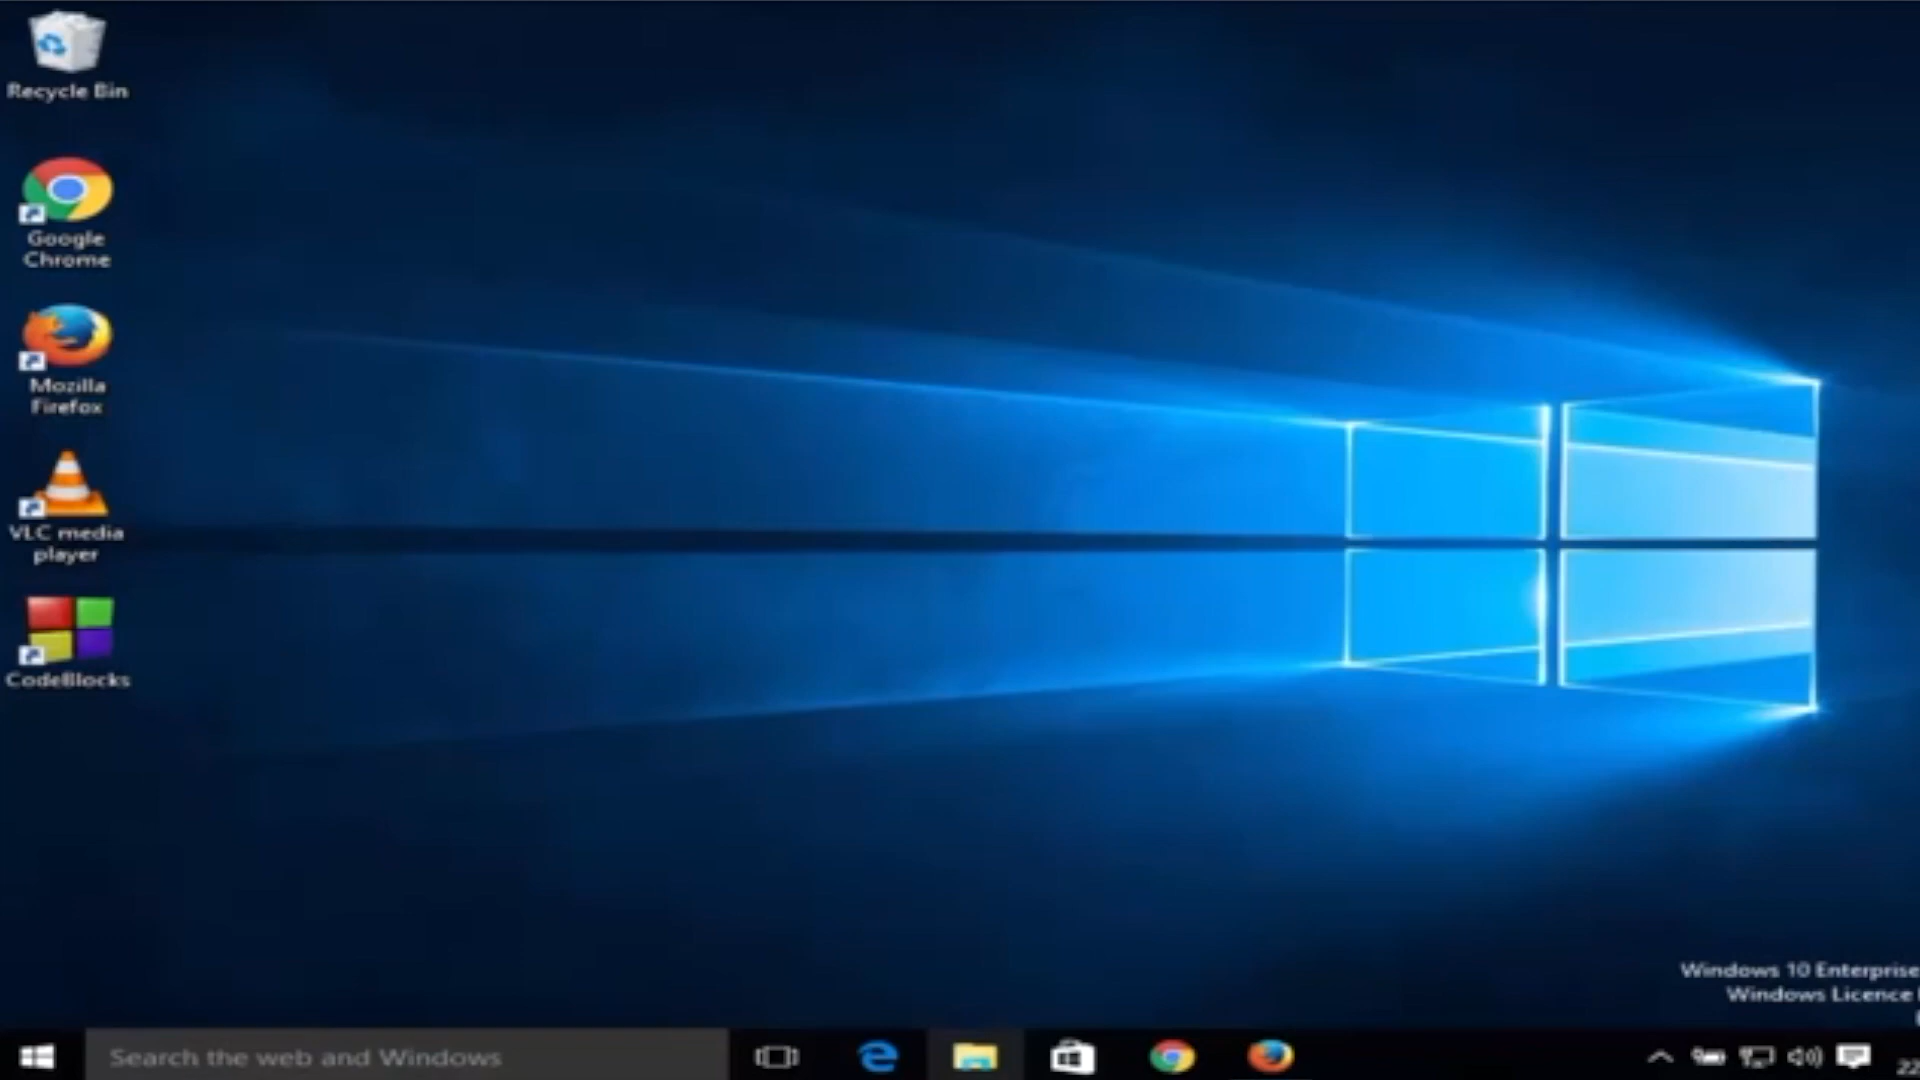 Recycle Bin
Google
Chrome
Mozilla
Firefox
VLC media
player
CodeBlocks
Windows 10 Enterprise
Windows Licence
Search the web and Windows
22